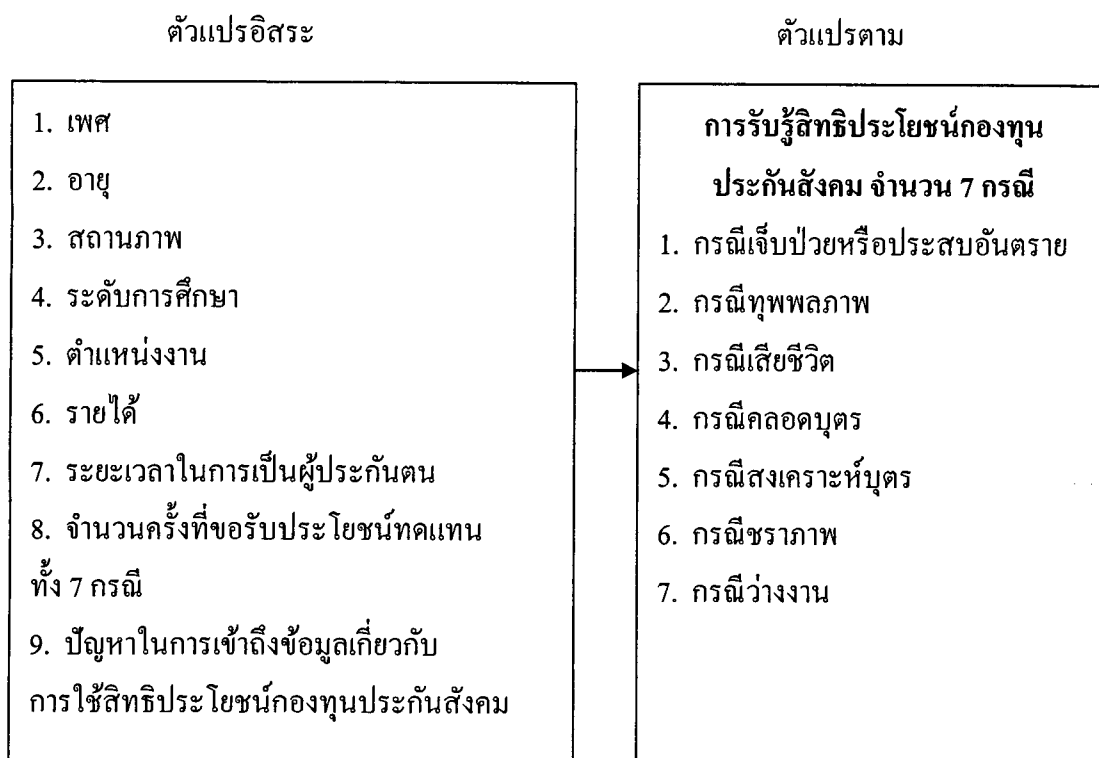 ตัวแปรอิสระ
1. เพศ
2. อายุ
3. สถานภาพ
4. ระดับการศึกษา
5. ตำแหน่งงาน
6. รายได้
7. ระยะเวลาในการเป็นผู้ประกันตน
8. จำนวนครั้งที่ขอรับประโยชน์ทดแทน
ทั้ง 7 กรณี
9. ปัญหาในการเข้าถึงข้อมูลเกี่ยวกับ
การใช้สิทธิประโยชน์กองทุนประกันสังคม
ตัวแปรตาม
การรับรู้สิทธิประโยชน์กองทุน
ประกันสังคม จำนวน 7 กรณี
1. กรณีเจ็บป่วยหรือประสบอันตราย
2. กรณีทุพพลภาพ
3. กรณีเสียชีวิต
4. กรณีคลอดบุตร
5. กรณีสงเคราะห์บุตร
6. กรณีชราภาพ
7. กรณีว่างงาน